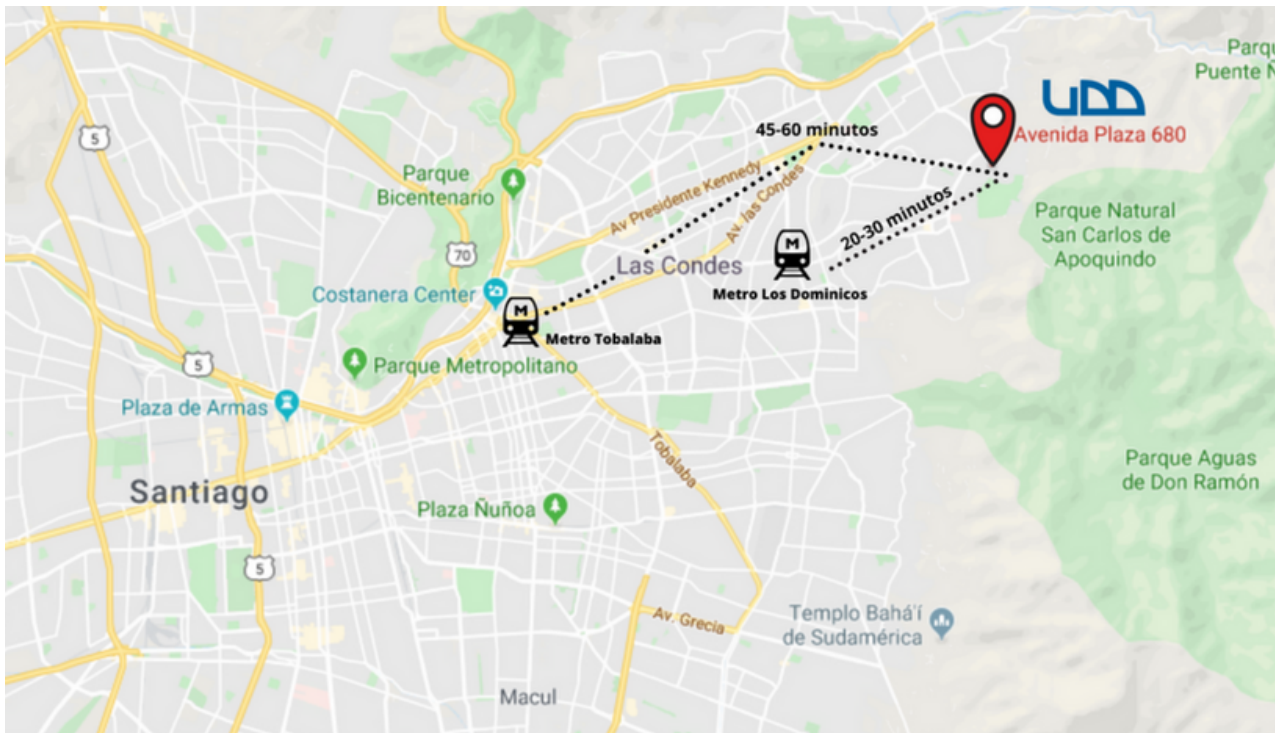 Parqu
Puente Ñ
5
UDD
45-60 minutos
Avenida Plaza 680
Parque
Bicentenario
Av Presidente Kennedy
Av. las Condes
20-30 minutos
Parque Natural
San Carlos de
Apoquindo
70
M
Las Condes
Costanera Center
Metro Los Dominicos
M
Metro Tobalaba
5
Parque Metropolitano
Plaza de Armas
Tobalaba
Parque Aguas
de Don Ramón
Santiago
Plaza Ñuñoa
5
Av. Grecia
Templo Bahá'í
de Sudamérica
Macul